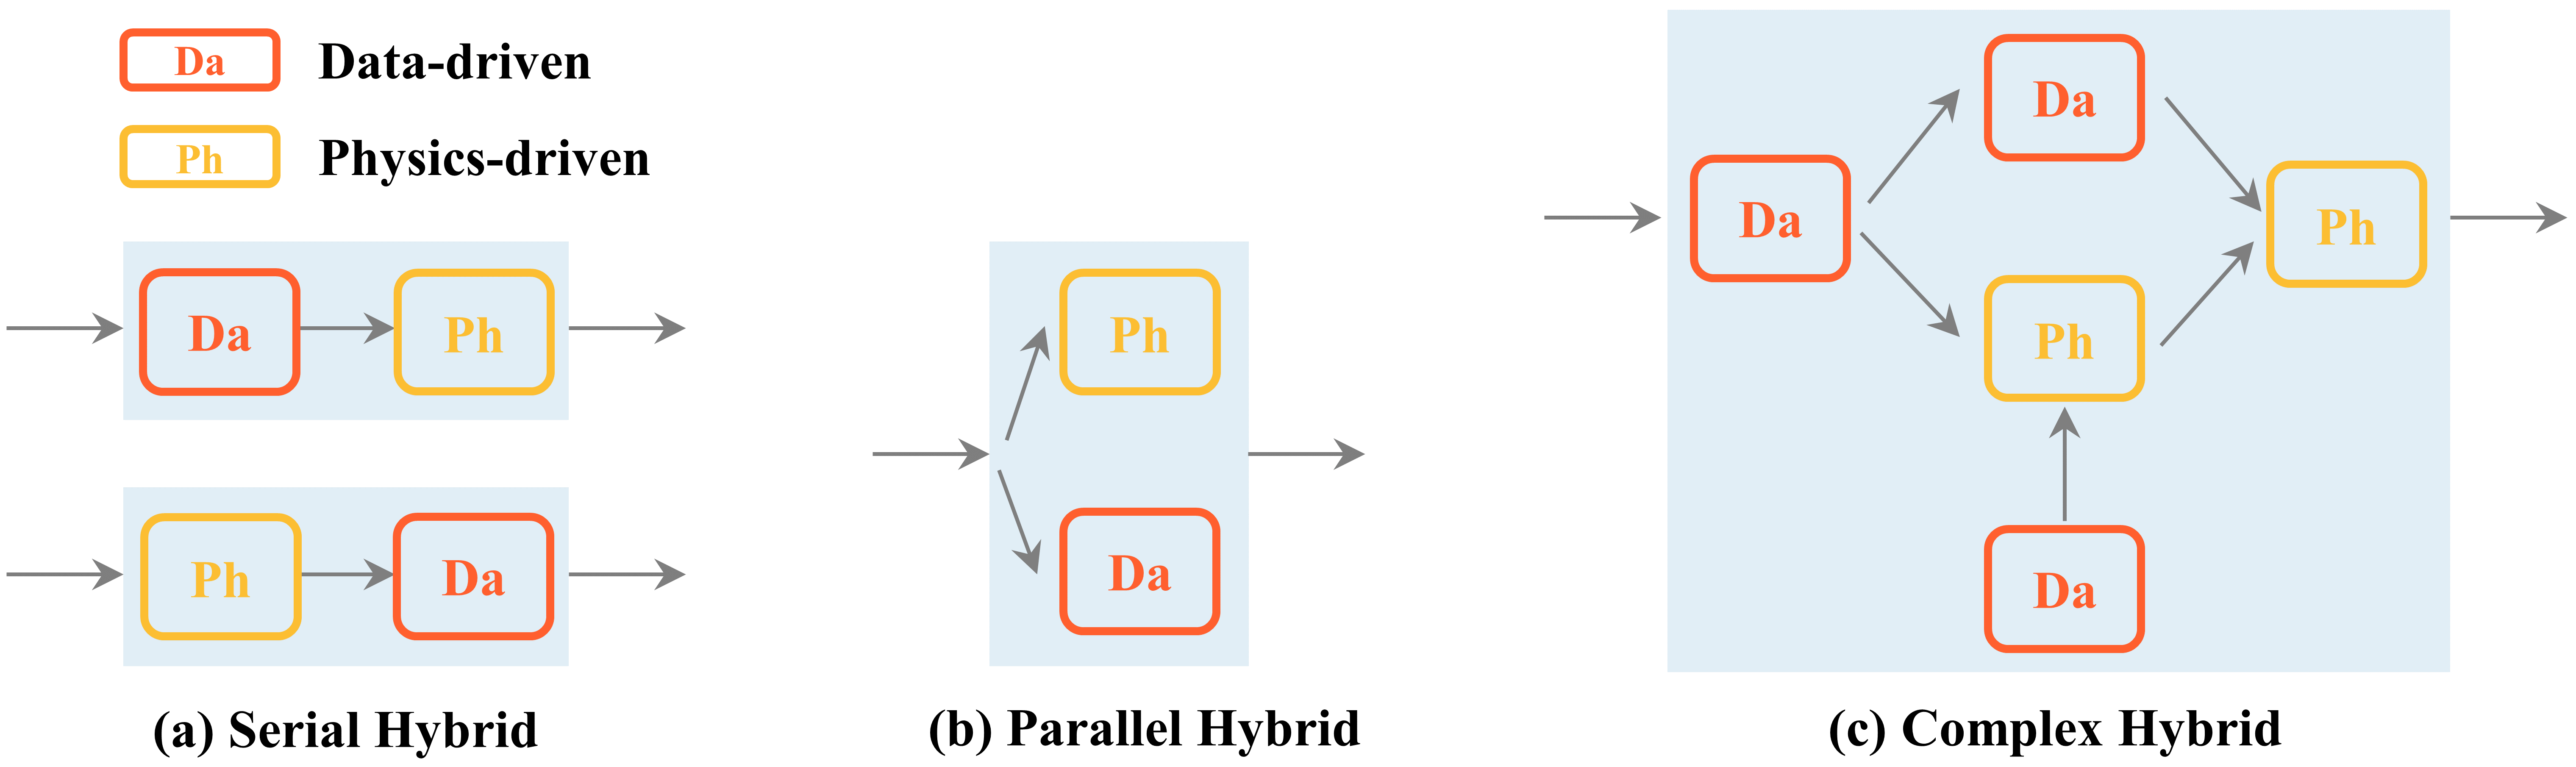 Da Data-driven
Ph Physics-driven
Da Ph
Ph Da
(a) Serial Hybrid
Ph
Da
(b) Parallel Hybrid
Da
Da
Ph
Ph
Da
(c) Complex Hybrid